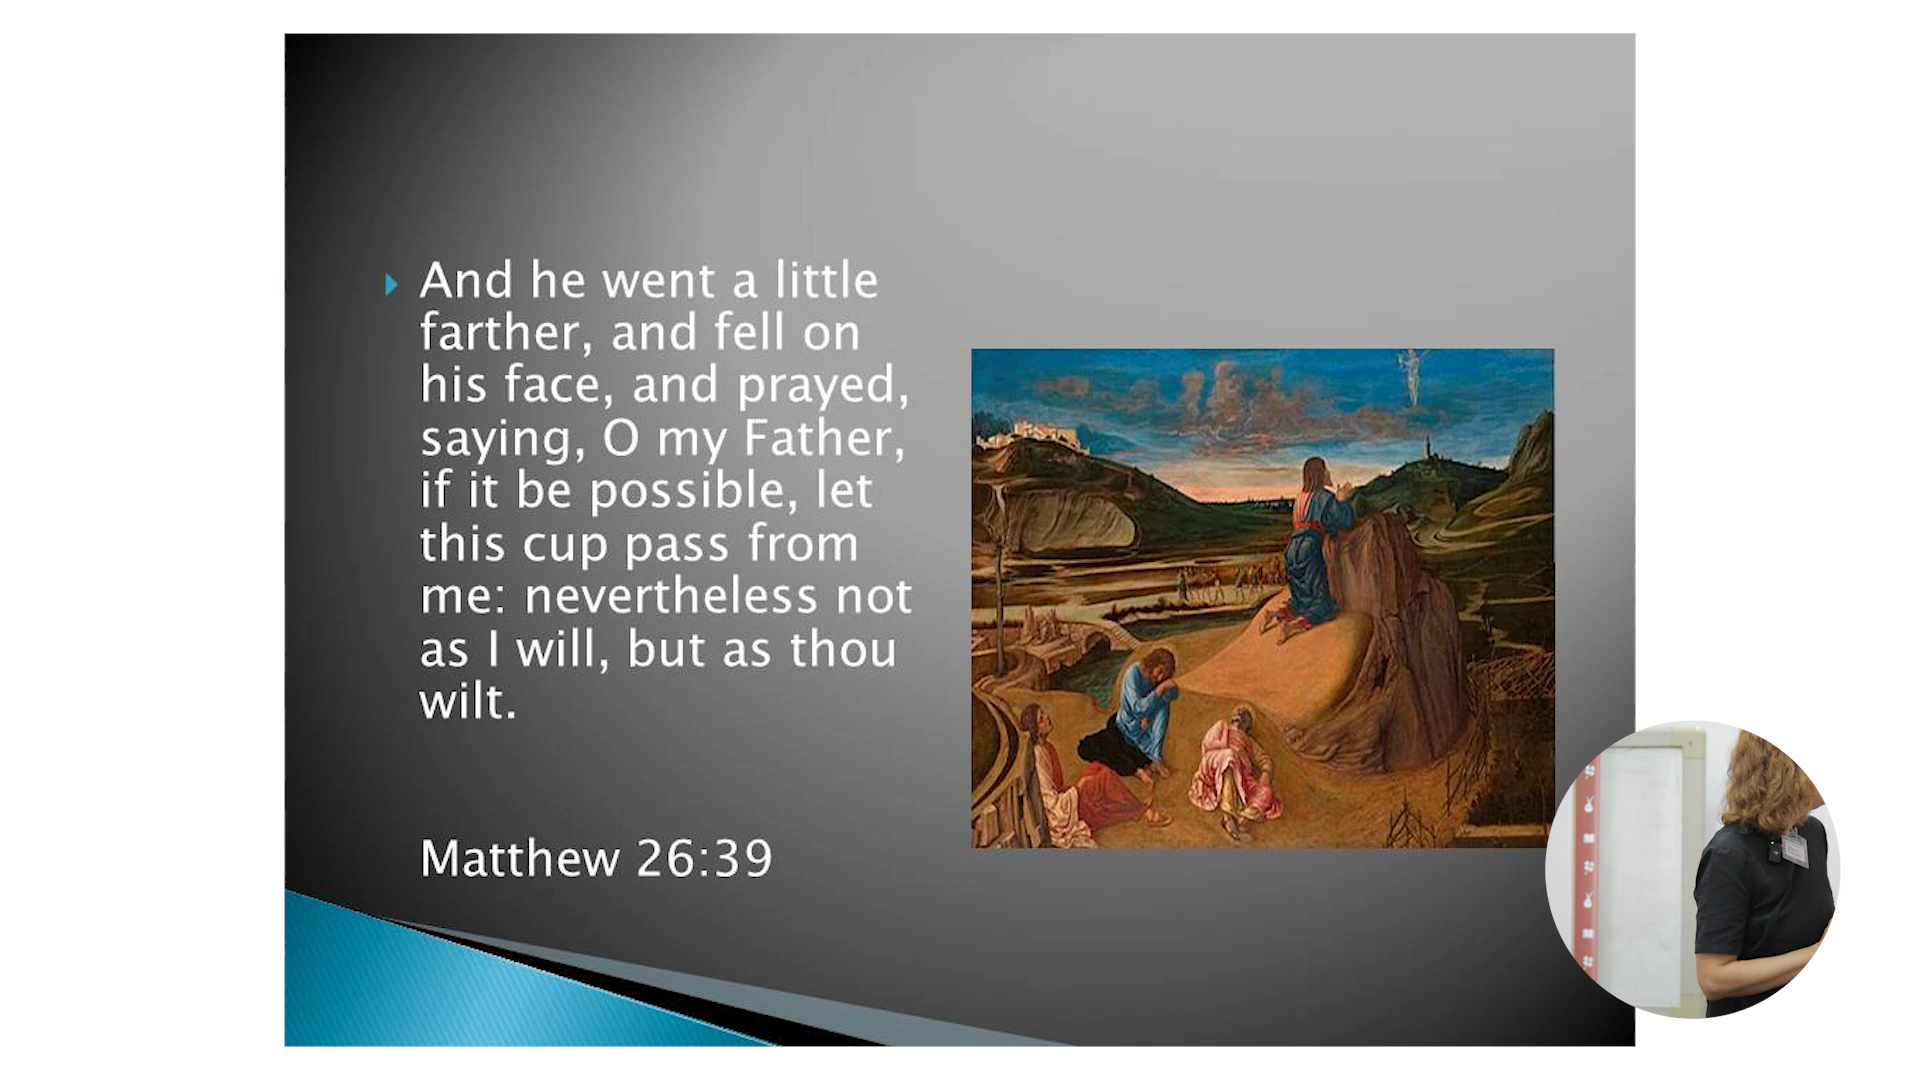 And he went a little
farther, and fell on
his face, and prayed,
saying, O my Father,
if it be possible, let
this cup pass from
me: nevertheless not
as I will, but as thou
wilt.
Matthew 26:39